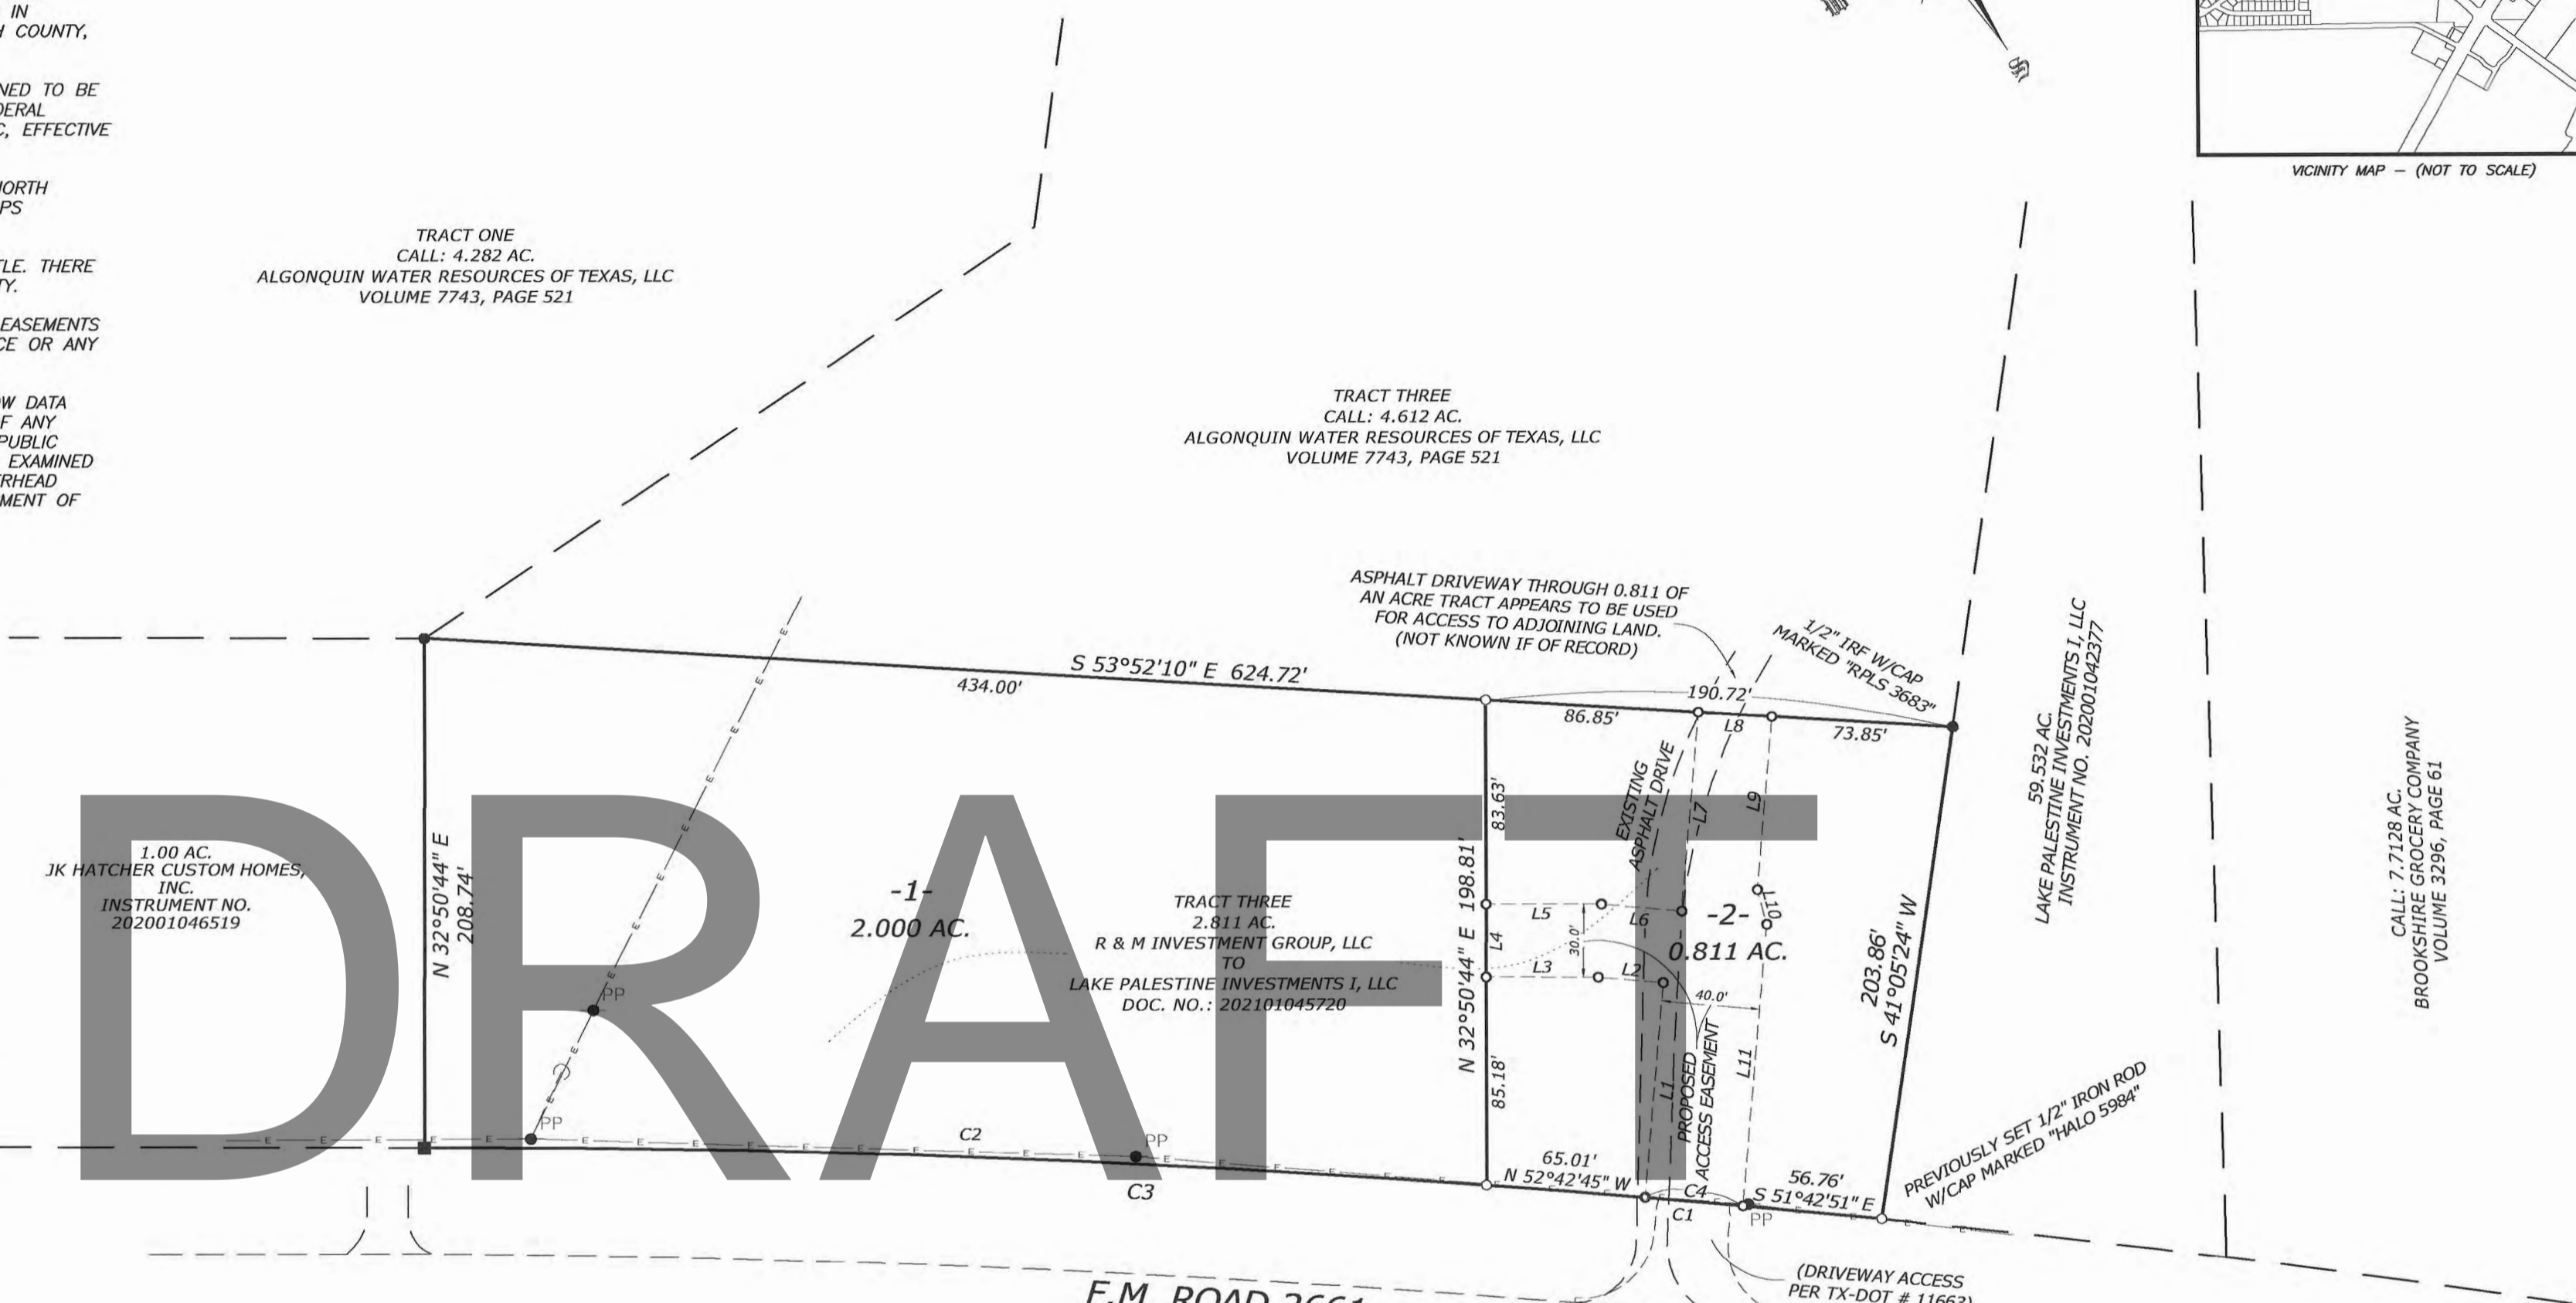 IN
COUNTY,
NED TO BE
DERAL
C, EFFECTIVE
NORTH
PS
TLE. THERE
TY.
EASEMENTS
CE OR ANY
OW DATA
OF ANY
PUBLIC
EXAMINED
ERHEAD
MENT OF
S
VICINITY MAP – (NOT TO SCALE)
TRACT ONE
CALL: 4.282 AC.
ALGONQUIN WATER RESOURCES OF TEXAS, LLC
VOLUME 7743, PAGE 521
TRACT THREE
CALL: 4.612 AC.
ALGONQUIN WATER RESOURCES OF TEXAS, LLC
VOLUME 7743, PAGE 521
ASPHALT DRIVEWAY THROUGH 0.811 OF
AN ACRE TRACT APPEARS TO BE USED
FOR ACCESS TO ADJOINING LAND.
(NOT KNOWN IF OF RECORD)
1/2" IRF W/CAP
MARKED "RPLS 3683"
S 53°52'10" E 624.72'
434.00'
190.72'
86.85'
L8
73.85'
59.532 AC.
LAKE PALESTINE INVESTMENTS I, LLC
INSTRUMENT NO. 202001042377
CALL: 7.7128 AC.
BROOKSHIRE GROCERY COMPANY
VOLUME 3296, PAGE 61
1.00 AC.
JK HATCHER CUSTOM HOMES,
INC.
INSTRUMENT NO.
202001046519
N 32°50'44" E
208.74'
-1-
2.000 AC.
TRACT THREE
2.811 AC.
R & M INVESTMENT GROUP, LLC
TO
LAKE PALESTINE INVESTMENTS I, LLC
DOC. NO.: 202101045720
83.63'
N 32°50'44" E 198.81'
85.18'
EXISTING
ASPHALT DRIVE
L7
L9
L10
L5
L6
L4
30.0'
L3
L2
-2-
0.811 AC.
40.0'
L1
PROPOSED
ACCESS EASEMENT
L11
203.86'
S 41°05'24" W
PREVIOUSLY SET 1/2" IRON ROD
W/CAP MARKED "HALO 5984"
PP
PP
PP
PP
C2
C3
65.01'
N 52°42'45" W
C4
C1
56.76'
S 51°42'51" E
(DRIVEWAY ACCESS
PER TX-DOT # 11663)
F.M. ROAD 2661
DRAFT
E E E E E E E E E E E E E E E E E E E E E E E E E E